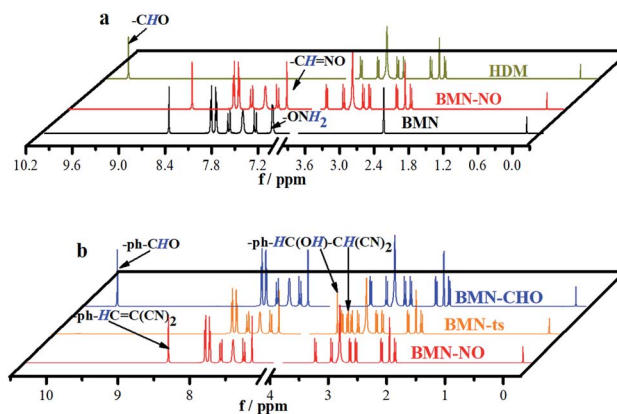 a
-CHO
-CH=NO
HDM
BMN-NO
BMN
-ONH2
10.2 9.6 9.0 8.4 7.8 7.2 3.6 3.0 2.4 1.8 1.2 0.6 0.0
f / ppm
b
-ph-CHO
-ph-HC(OH)-CH(CN)2
BMN-CHO
-ph-HC=C(CN)2
BMN-ts
BMN-NO
10 9 8 7 4 3 2 1 0
f / ppm